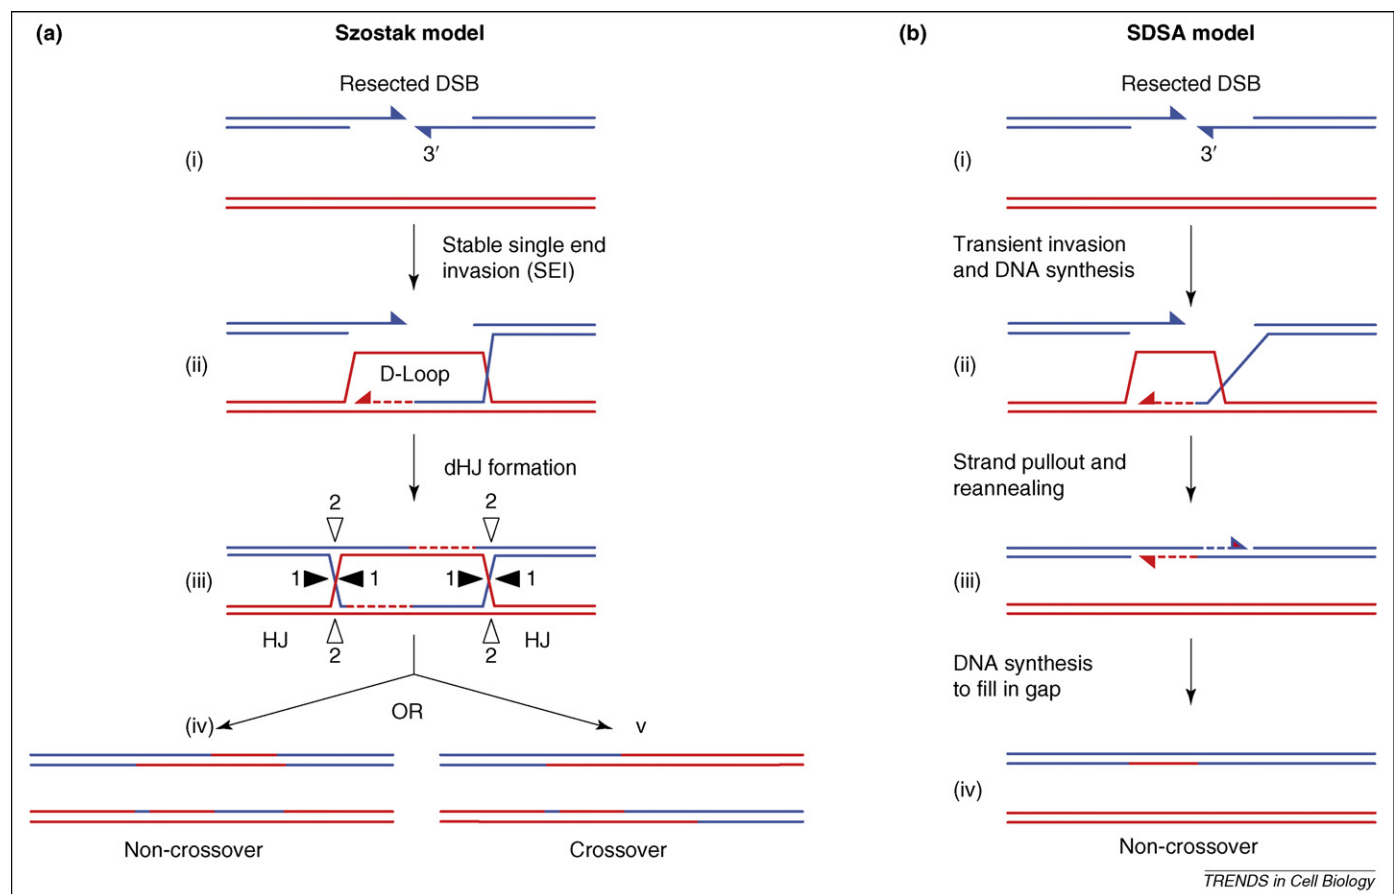 (a)
Szostak model
Resected DSB
3′
(i)
Stable single end
invasion (SEI)
(ii)
D-Loop
dHJ formation
2
2
(iii)
1
1
1
1
HJ
2
2
HJ
(iv)
OR
v
Non-crossover
Crossover
(b)
SDSA model
Resected DSB
3′
(i)
Transient invasion
and DNA synthesis
(ii)
Strand pullout and
reannealing
(iii)
DNA synthesis
to fill in gap
(iv)
Non-crossover
TRENDS in Cell Biology